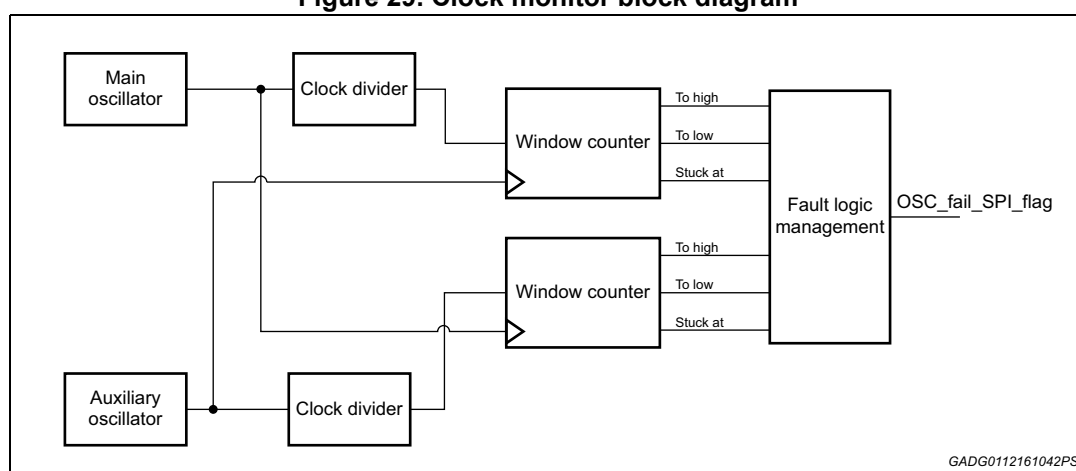 Figure 29. Clock monitor block diagram
Main
oscillator
Clock divider
Window counter
To high
To low
Stuck at
Fault logic
management
OSC_fail_SPI_flag
Window counter
To high
To low
Stuck at
Auxiliary
oscillator
Clock divider
GADG0112161042PS